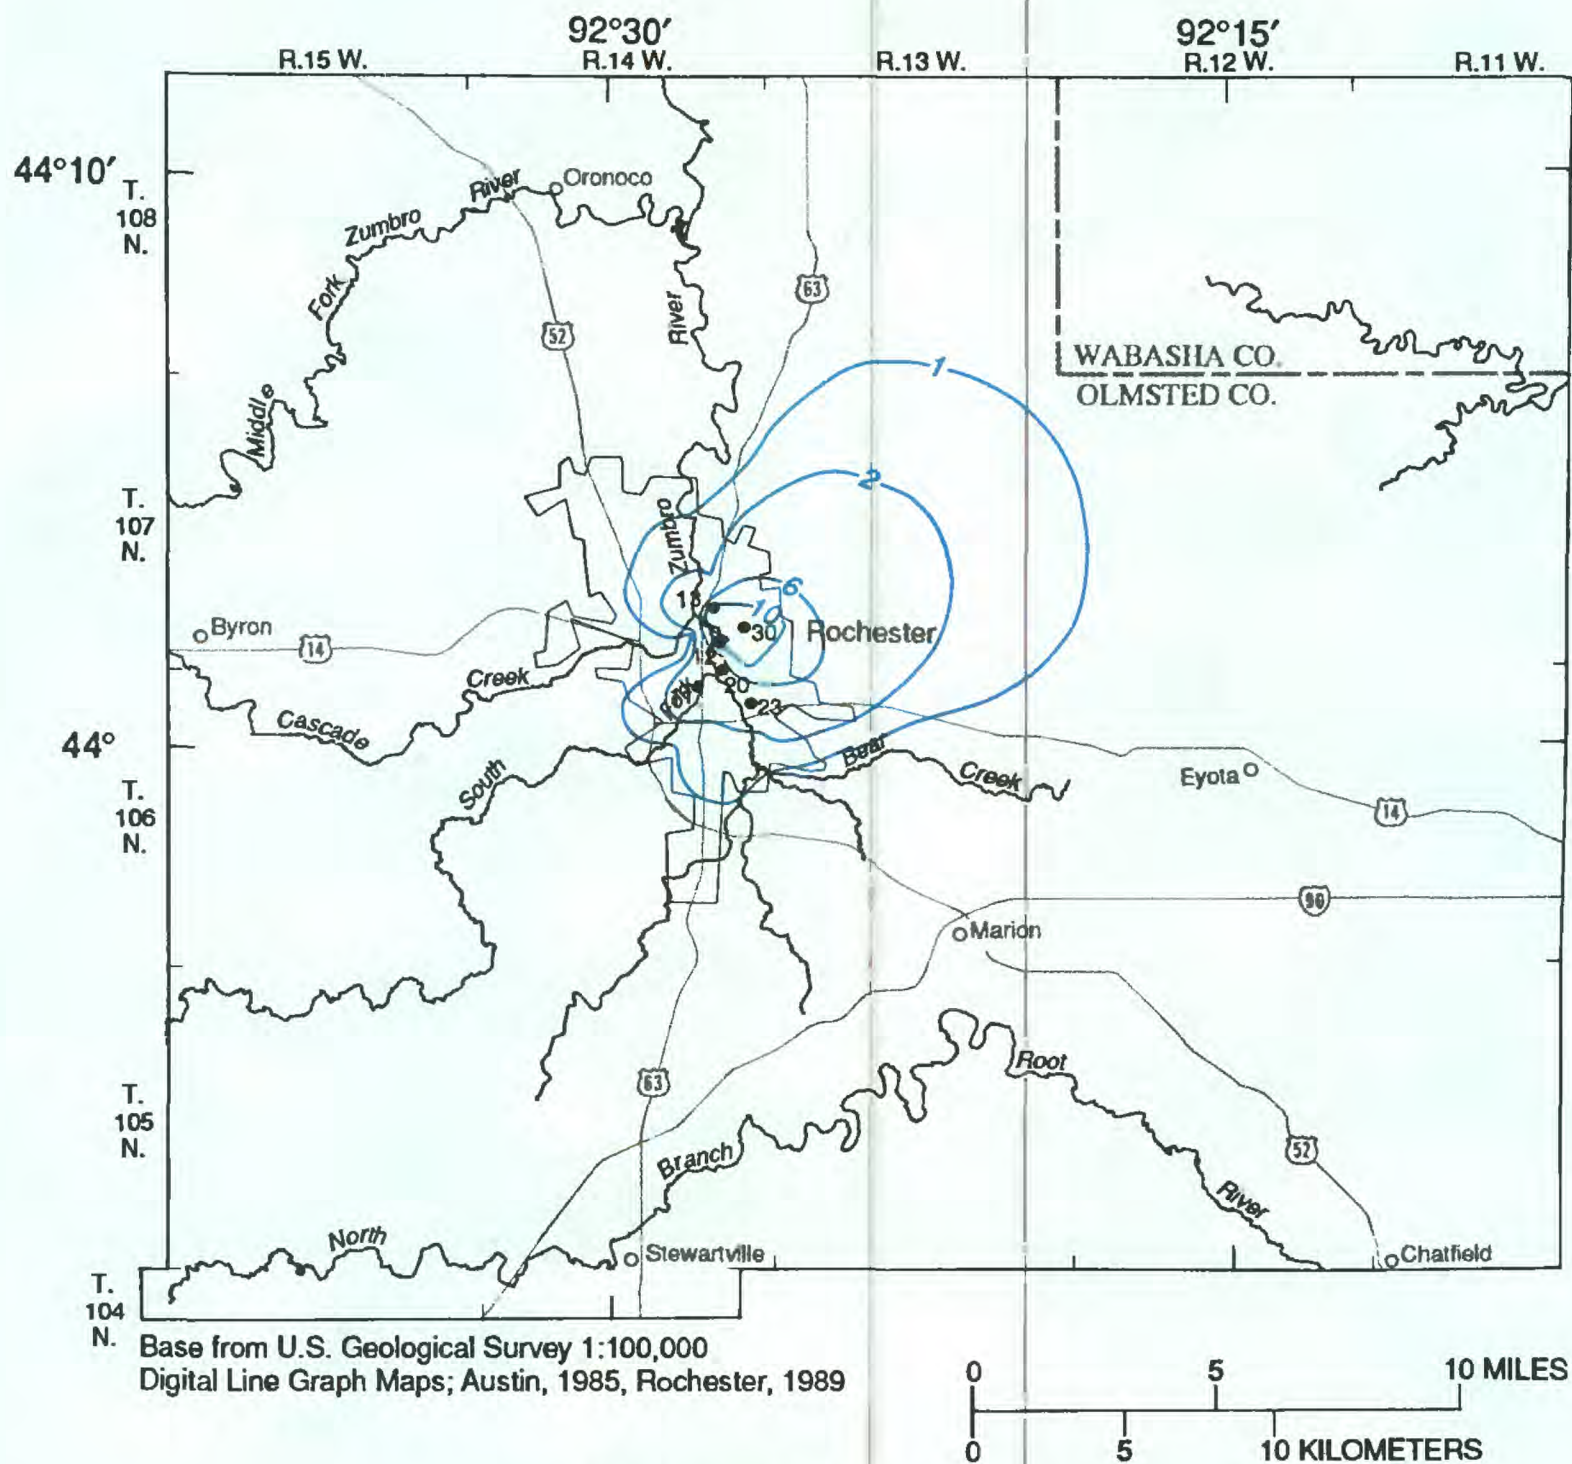 92°30′ 92°15′
R.15 W. R.14 W. R.13 W. R.12 W. R.11 W.
44°10′
T.
108
N.
River
Oronoco
Zumbro
Fork
63
River
52
WABASHA CO.
OLMSTED CO.
1
Middle
2
T.
107
N.
Zumbro
6
18
10
30
Rochester
Byron
14
Creek
20
Fork
23
Cascade
44°
South
Bear
Creek
Eyota
T.
106
N.
14
90
Marion
Root
63
T.
105
N.
Branch
52
River
North
Stewartville
Chatfield
T.
104
N.
Base from U.S. Geological Survey 1:100,000
Digital Line Graph Maps; Austin, 1985, Rochester, 1989
0 5 10 MILES
0 5 10 KILOMETERS